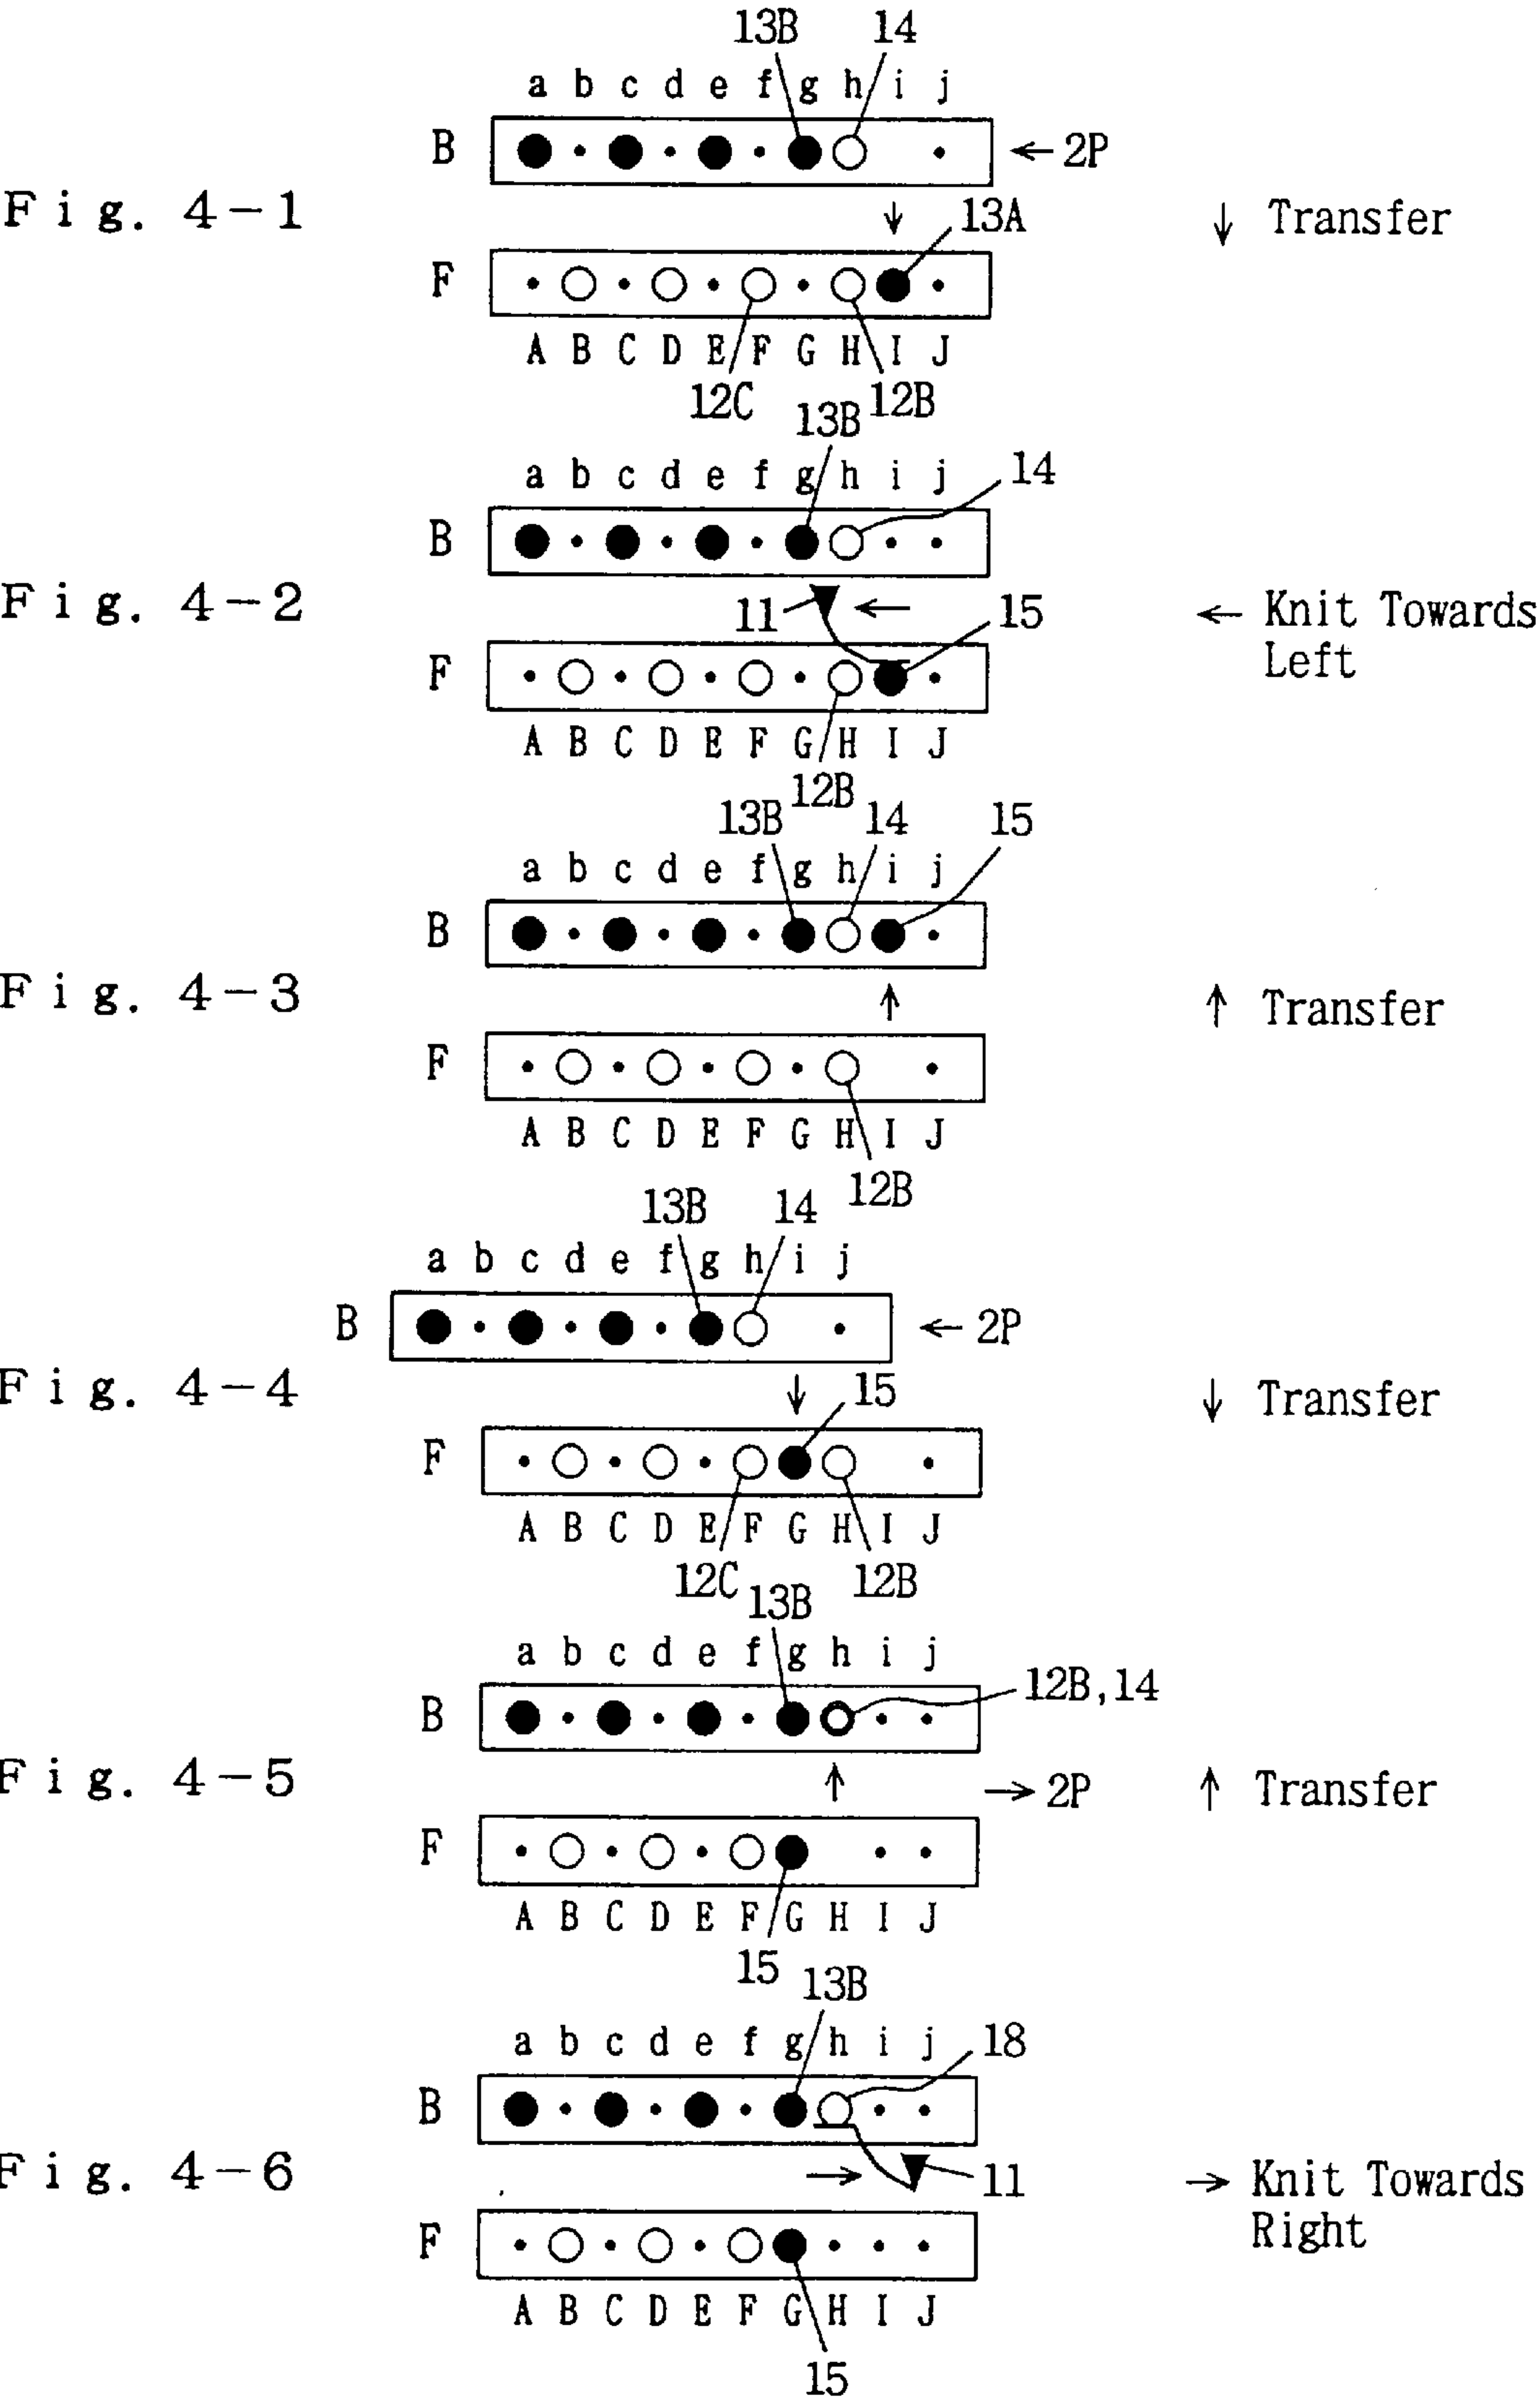 13B 14
a b c d e f g h i j
B ← 2P
Fig. 4-1
↓ Transfer
13A
F
A B C D E F G H I J
12C 12B
13B
a b c d e f g h i j
14
B
Fig. 4-2
11 ←
15
← Knit Towards
Left
F
A B C D E F G H I J
12B
13B 14 15
a b c d e f g h i j
B
Fig. 4-3
↑ Transfer
F
A B C D E F G H I J
12B
13B 14
a b c d e f g h i j
B ← 2P
Fig. 4-4
15
↓ Transfer
F
A B C D E F G H I J
12C 12B
13B
a b c d e f g h i j
12B,14
B
Fig. 4-5
→ 2P
↑ Transfer
F
A B C D E F G H I J
15
13B
a b c d e f g h i j
18
B
Fig. 4-6
→ 11
→ Knit Towards
Right
F
A B C D E F G H I J
15